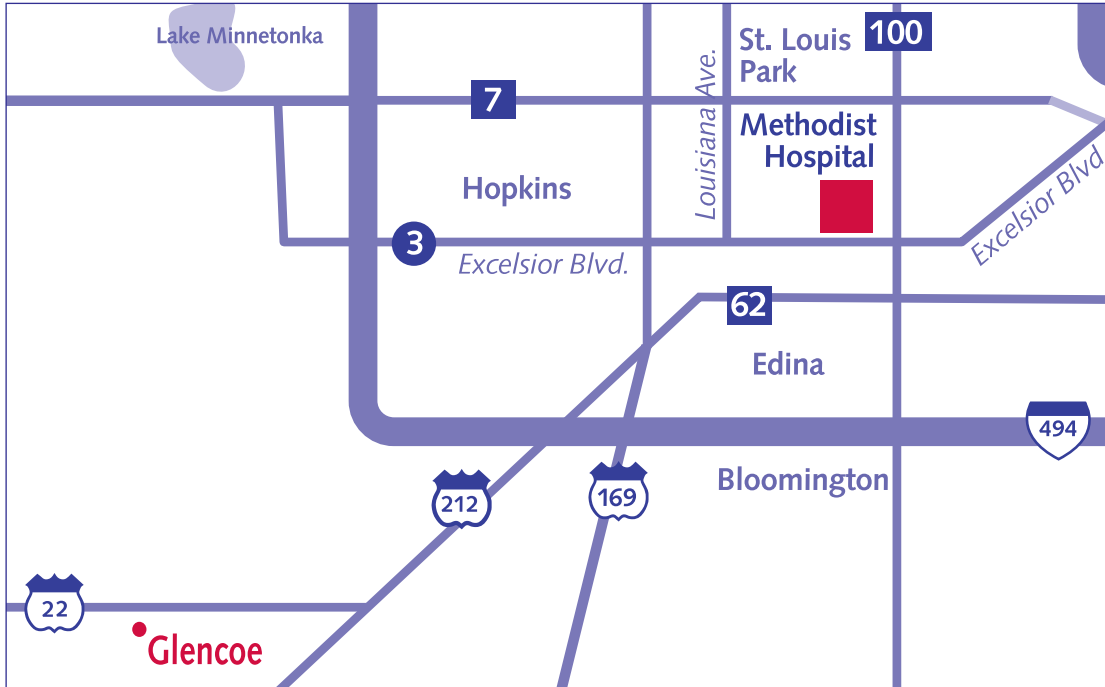 Lake Minnetonka
St. Louis
Park
100
7
Louisiana Ave.
Methodist
Hospital
Hopkins
Excelsior Blvd
3
Excelsior Blvd.
62
Edina
494
Bloomington
212
169
22
Glencoe